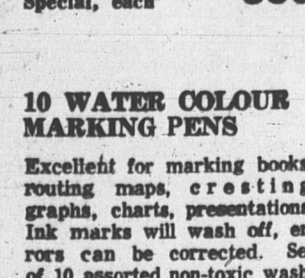 Special, each
10 WATER COLOUR
MARKING PENS
Excellent for marking books
routing maps, cresting
graphs, charts, presentations
Ink marks will wash off, er
rors can be corrected. Se
of 10 assorted non-toxic wa